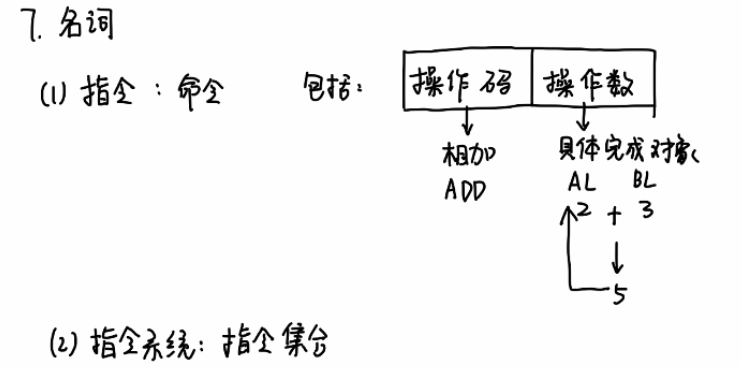 7. 名词
(1) 指令：命令 包括： 操作码 操作数
相加 具体完成对象
ADD AL BL
2 + 3
5
(2) 指令系统：指令集合